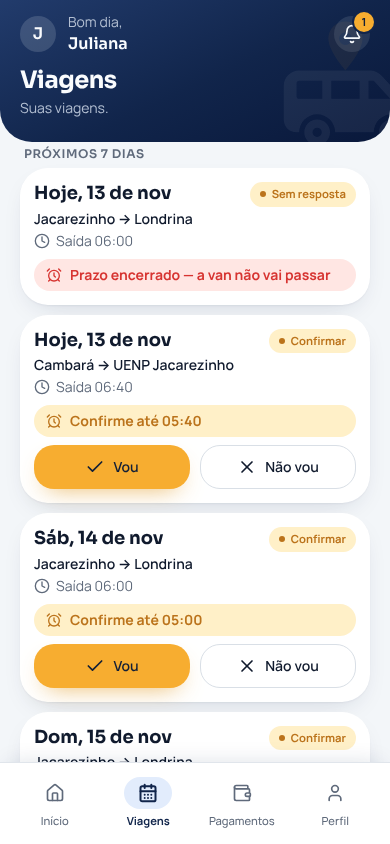 J
Bom dia,
Juliana
1
Viagens
Suas viagens.
PRÓXIMOS 7 DIAS
Hoje, 13 de nov
Sem resposta
Jacarezinho → Londrina
Saída 06:00
Prazo encerrado — a van não vai passar
Hoje, 13 de nov
Confirmar
Cambará → UENP Jacarezinho
Saída 06:40
Confirme até 05:40
Vou
Não vou
Sáb, 14 de nov
Confirmar
Jacarezinho → Londrina
Saída 06:00
Confirme até 05:00
Vou
Não vou
Dom, 15 de nov
Confirmar
Jacarezinho → Londrina
Início
Viagens
Pagamentos
Perfil